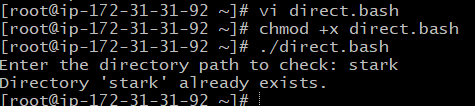 [root@ip-172-31-31-92 ~]# vi direct.bash
[root@ip-172-31-31-92 ~]# chmod +x direct.bash
[root@ip-172-31-31-92 ~]# ./direct.bash
Enter the directory path to check: stark
Directory 'stark' already exists.
[root@ip-172-31-31-92 ~]#